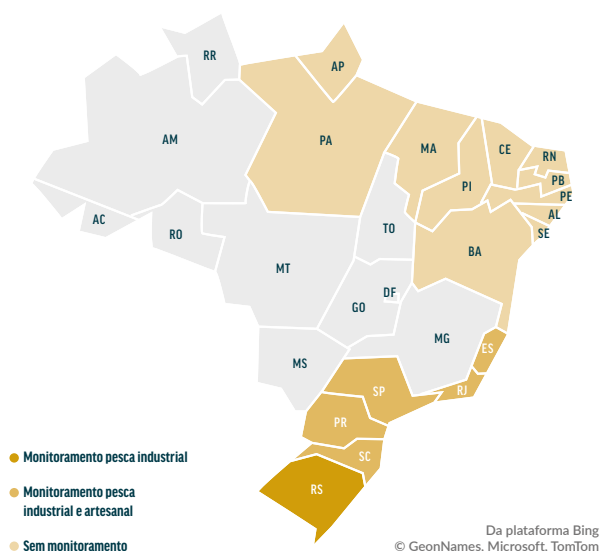 RR
AP
AM
PA
MA
CE
RN
PI
PB
PE
AC
AL
TO
RO
SE
BA
MT
DF
GO
MG
ES
MS
SP
RJ
PR
SC
RS
Monitoramento pesca industrial
Monitoramento pesca
industrial e artesanal
Sem monitoramento
Da plataforma Bing
© GeonNames, Microsoft, TomTom